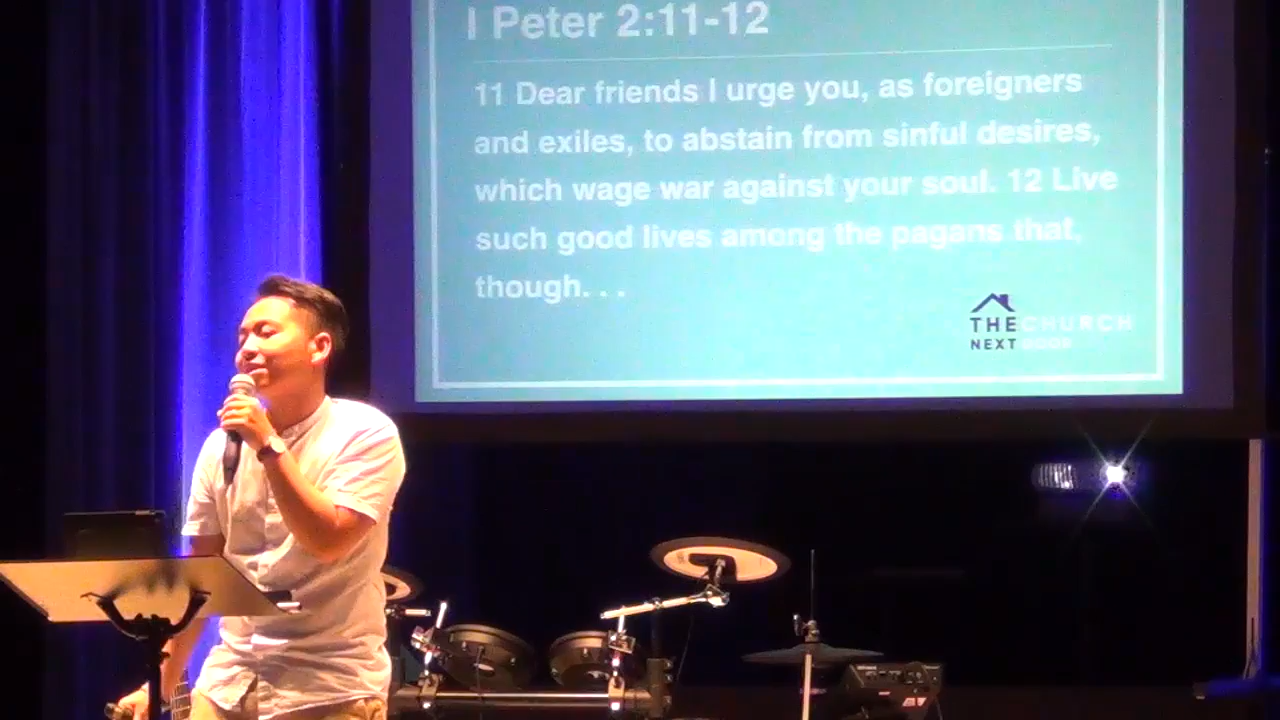 I Peter 2:11-12
11 Dear friends I urge you, as foreigners
and exiles, to abstain from sinful desires,
which wage war against your soul. 12 Live
such good lives among the pagans that,
though. . .
THE CHURCH
NEXT DOOR